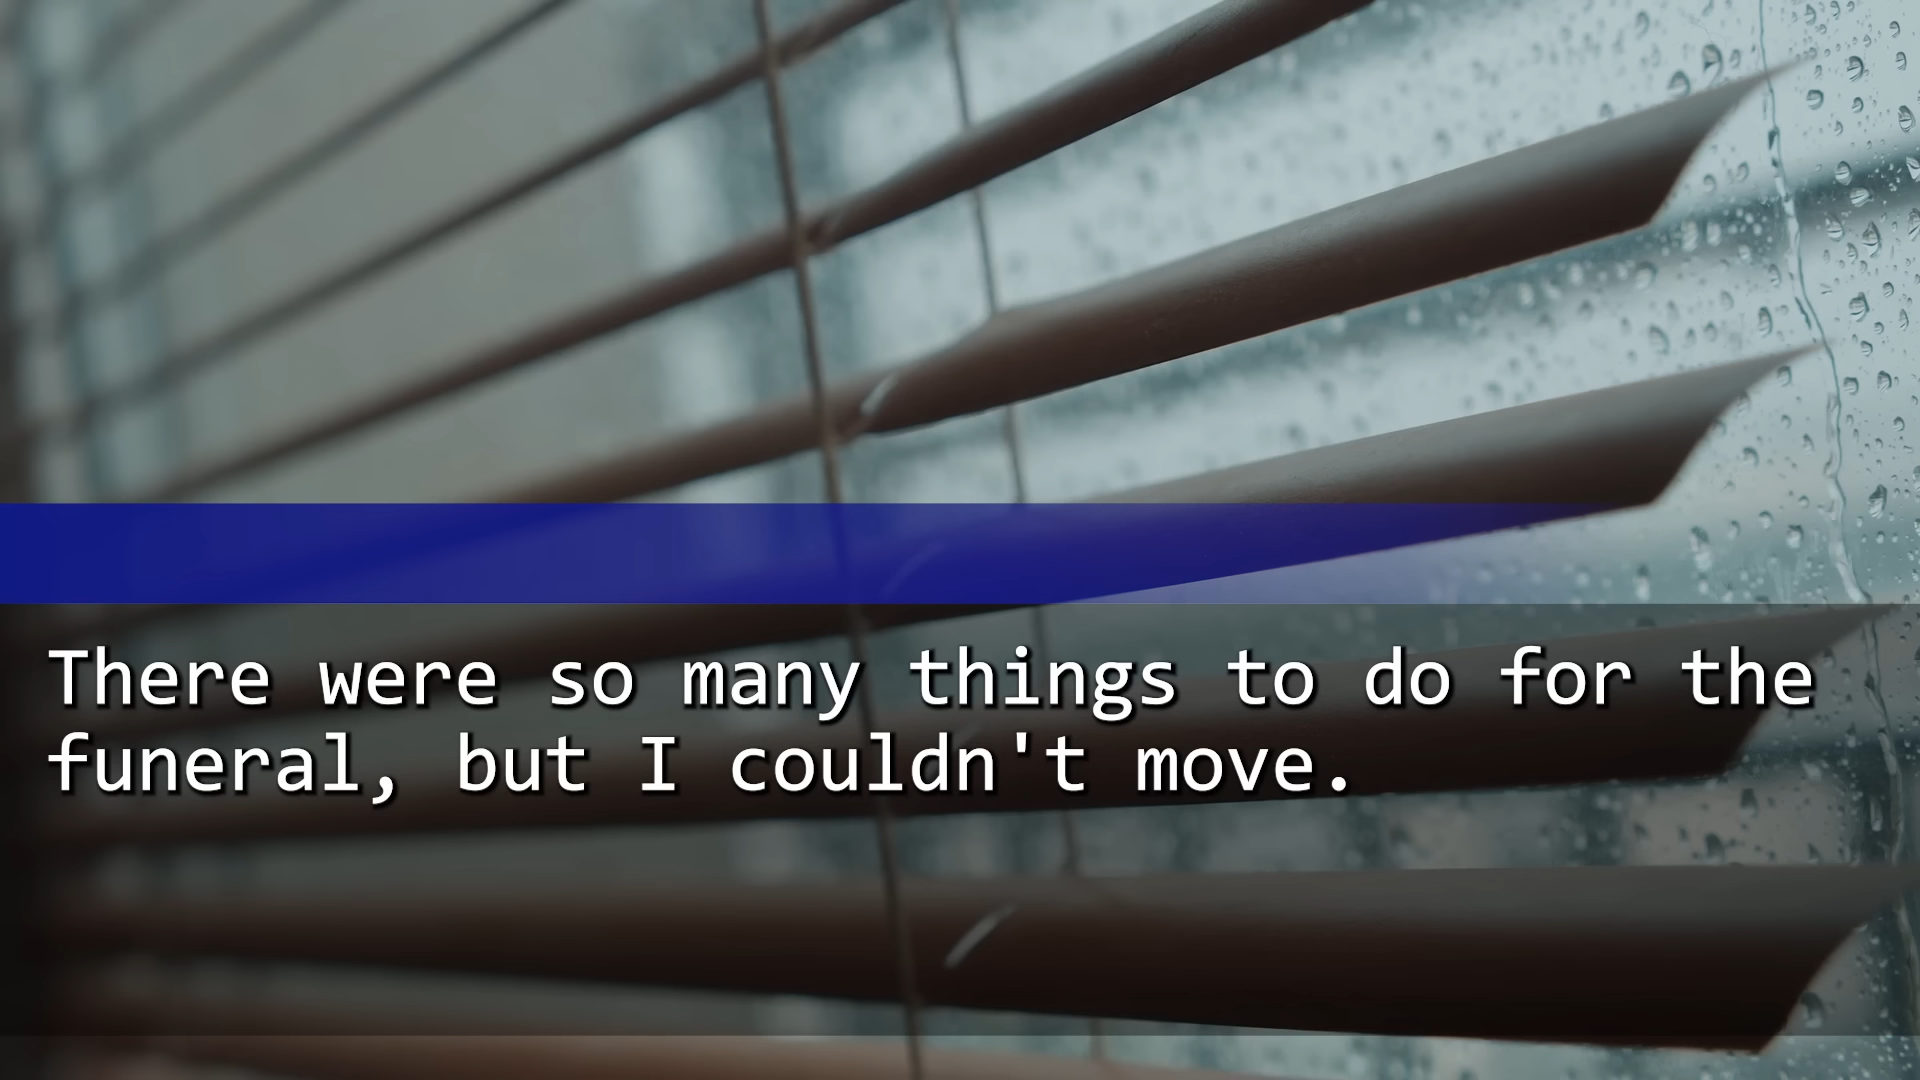 There were so many things to do for the
funeral, but I couldn't move.